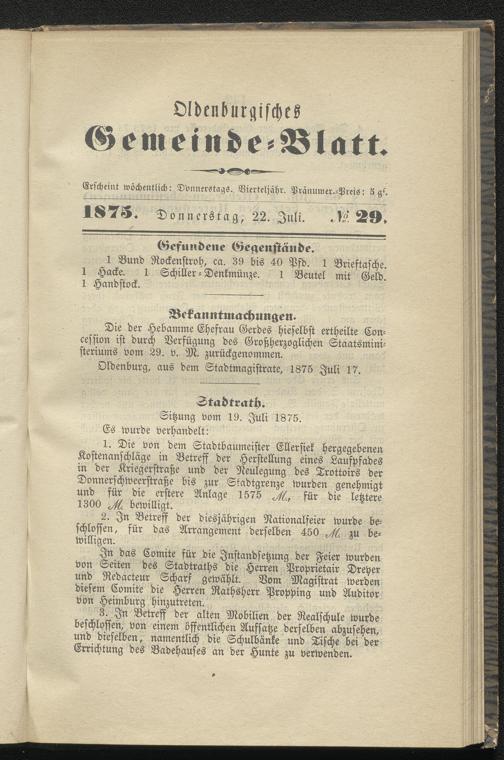 Oldenburgisches
Gemeinde-Blatt.
Erscheint wöchentlich: Donnerstags. Vierteljähr. Pränumer.-Preis: 5 gr.
1875. Donnerstag, 22. Juli. № 29.
Gefundene Gegenstände.
1 Bund Rockenstroh, ca. 39 bis 40 Pfd. 1 Brieftasche.
1 Hacke. 1 Schiller-Denkmünze. 1 Beutel mit Geld.
1 Handstock.
Bekanntmachungen.
Die der Hebamme Ehefrau Gerdes hieselbst ertheilte Con-
cession ist durch Verfügung des Großherzoglichen Staatsmini-
steriums vom 29. v. M. zurückgenommen.
Oldenburg, aus dem Stadtmagistrate, 1875 Juli 17.
Stadtrath.
Sitzung vom 19. Juli 1875.
Es wurde verhandelt:
1. Die von dem Stadtbaumeister Ellersiek hergegebenen
Kostenanschläge in Betreff der Herstellung eines Laufpfades
in der Kriegerstraße und der Neulegung des Trottoirs der
Donnerschweerstraße bis zur Stadtgrenze wurden genehmigt
und für die erstere Anlage 1575 M., für die letztere
1300 M. bewilligt.
2. In Betreff der diesjährigen Nationalfeier wurde be-
schlossen, für das Arrangement derselben 450 M. zu be-
willigen.
In das Comite für die Instandsetzung der Feier wurden
von Seiten des Stadtraths die Herren Proprietair Dreyer
und Redacteur Scharf gewählt. Vom Magistrat werden
diesem Comite die Herren Rathsherr Propping und Auditor
von Heimburg hinzutreten.
3. In Betreff der alten Mobilien der Realschule wurde
beschlossen, von einem öffentlichen Aufsatze derselben abzusehen,
und dieselben, namentlich die Schulbänke und Tische bei der
Errichtung des Badehauses an der Hunte zu verwenden.